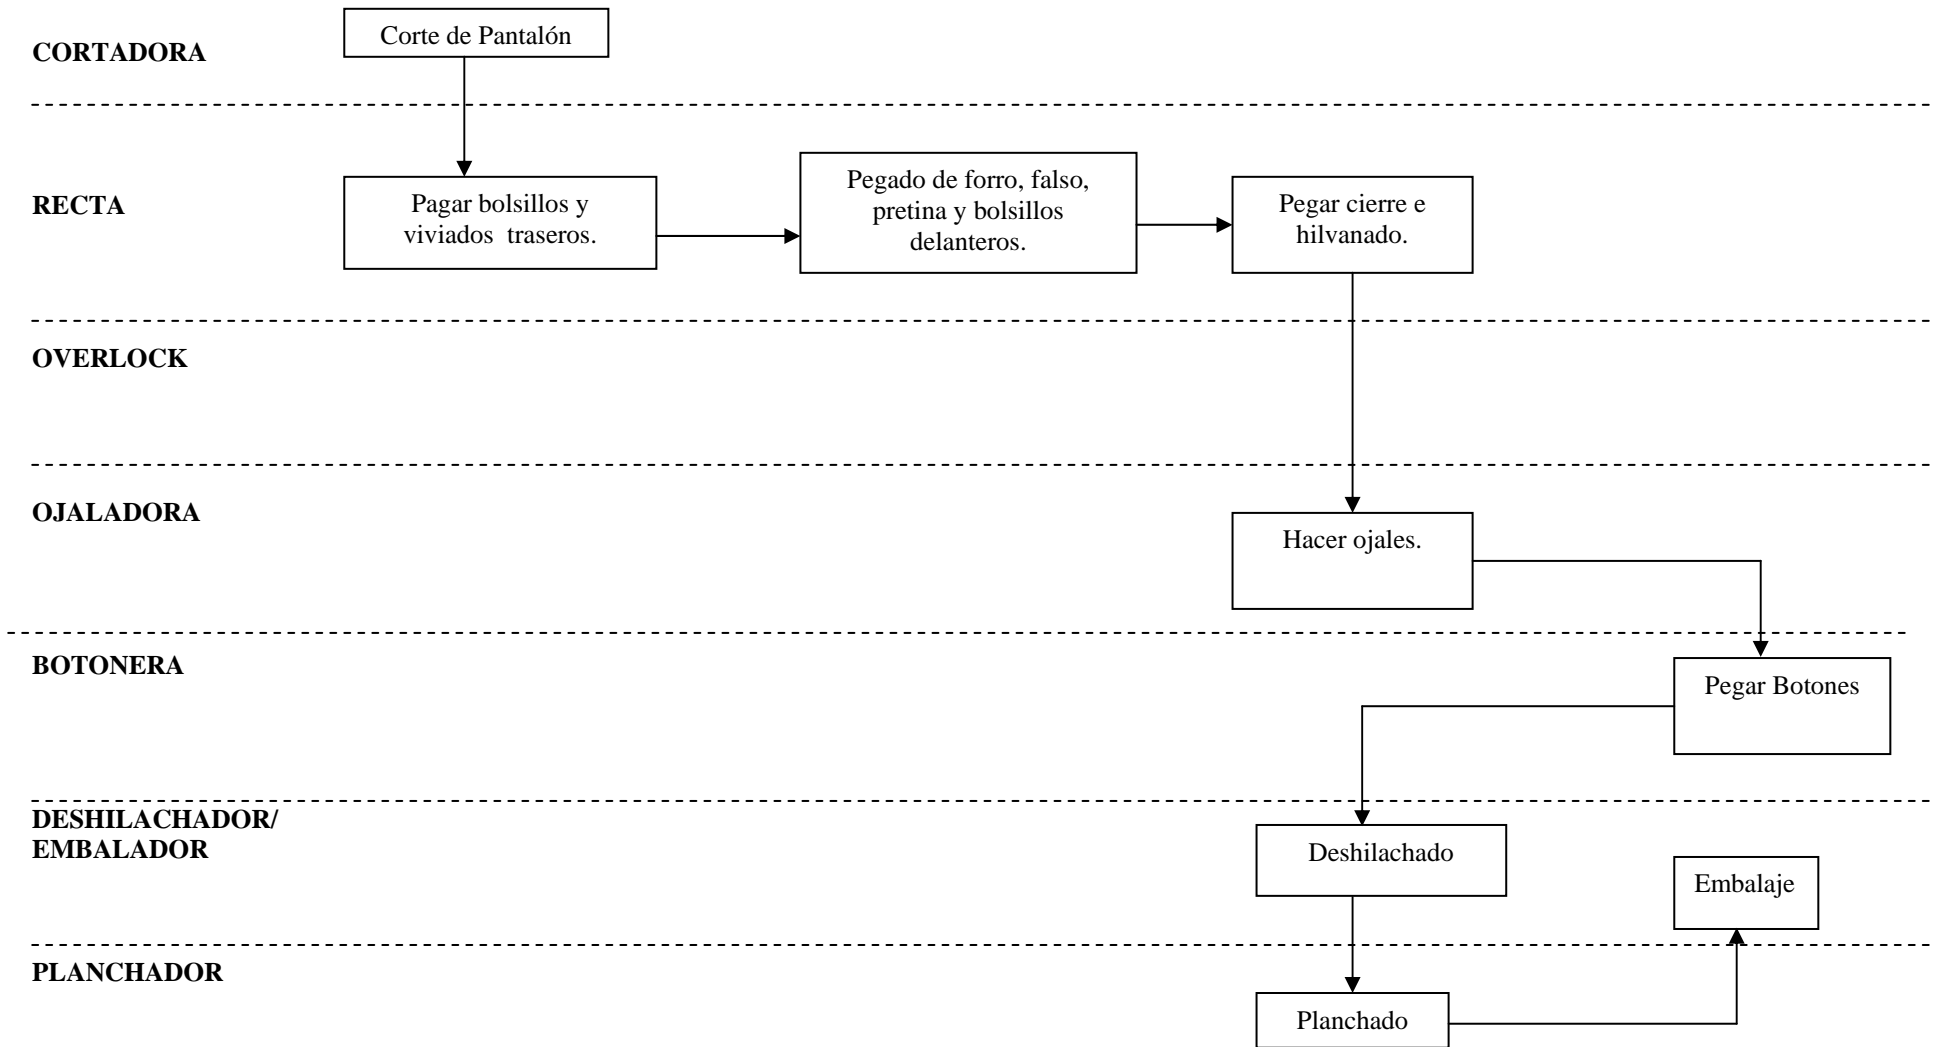 CORTADORA
Corte de Pantalón
RECTA
Pagar bolsillos y
viviados traseros.
Pegado de forro, falso,
pretina y bolsillos
delanteros.
Pegar cierre e
hilvanado.
OVERLOCK
OJALADORA
Hacer ojales.
BOTONERA
Pegar Botones
DESHILACHADOR/
EMBALADOR
Deshilachado
Embalaje
PLANCHADOR
Planchado